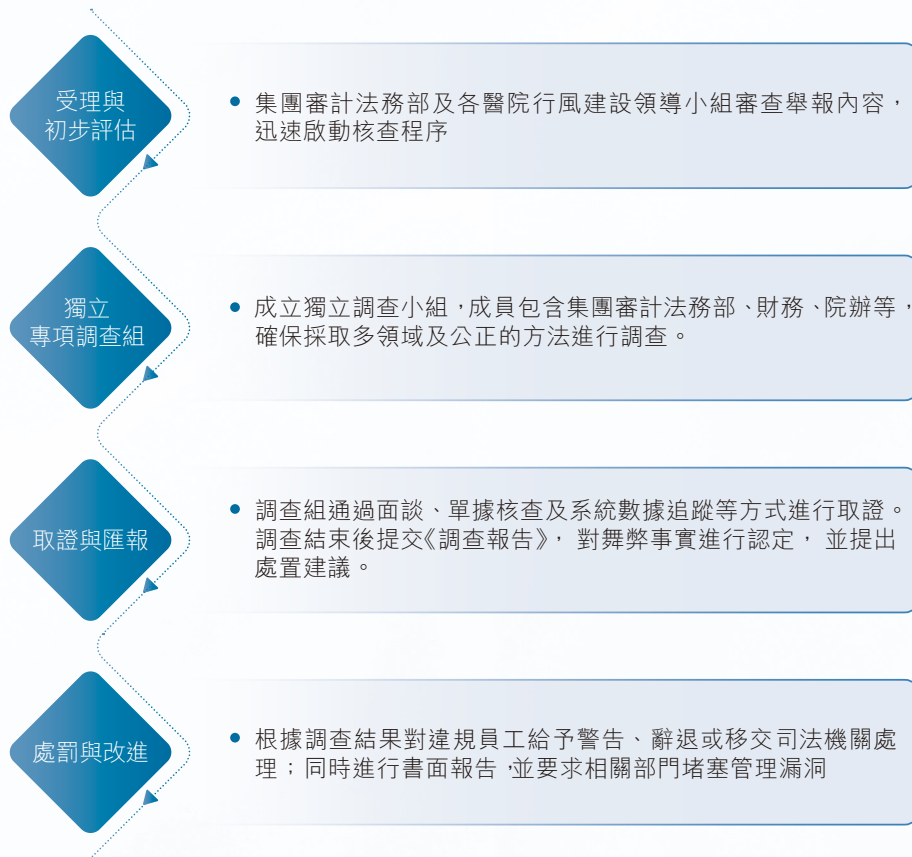 受理與
初步評估
• 集團審計法務部及各醫院行風建設領導小組審查舉報內容，
迅速啟動核查程序
獨立
專項調查組
• 成立獨立調查小組，成員包含集團審計法務部、財務、院辦等，
確保採取多領域及公正的方法進行調查。
取證與匯報
• 調查組通過面談、單據核查及系統數據追蹤等方式進行取證。
調查結束後提交《調查報告》，對舞弊事實進行認定，並提出
處置建議。
處罰與改進
• 根據調查結果對違規員工給予警告、辭退或移交司法機關處
理；同時進行書面報告，並要求相關部門堵塞管理漏洞